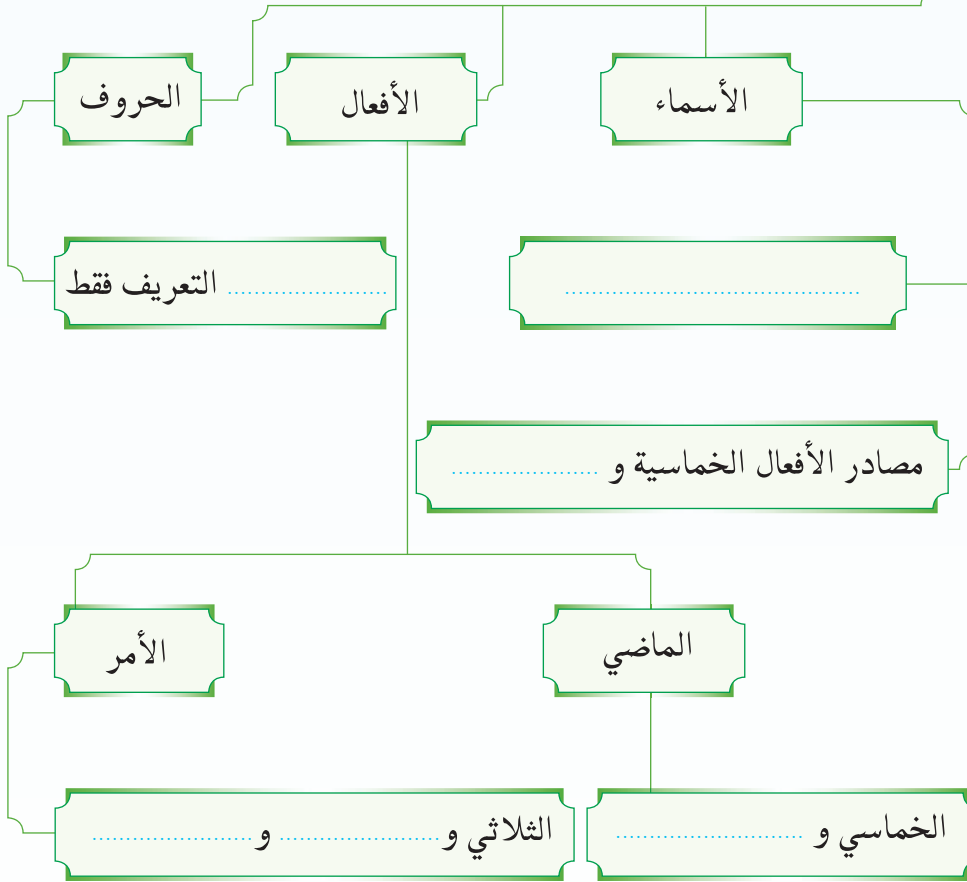 الأسماء
الأفعال
الحروف
........................................
........................ التعريف فقط
مصادر الأفعال الخماسية و ........................
الماضي
الأمر
الخماسي و ........................
الثلاثي و ........................ و ........................